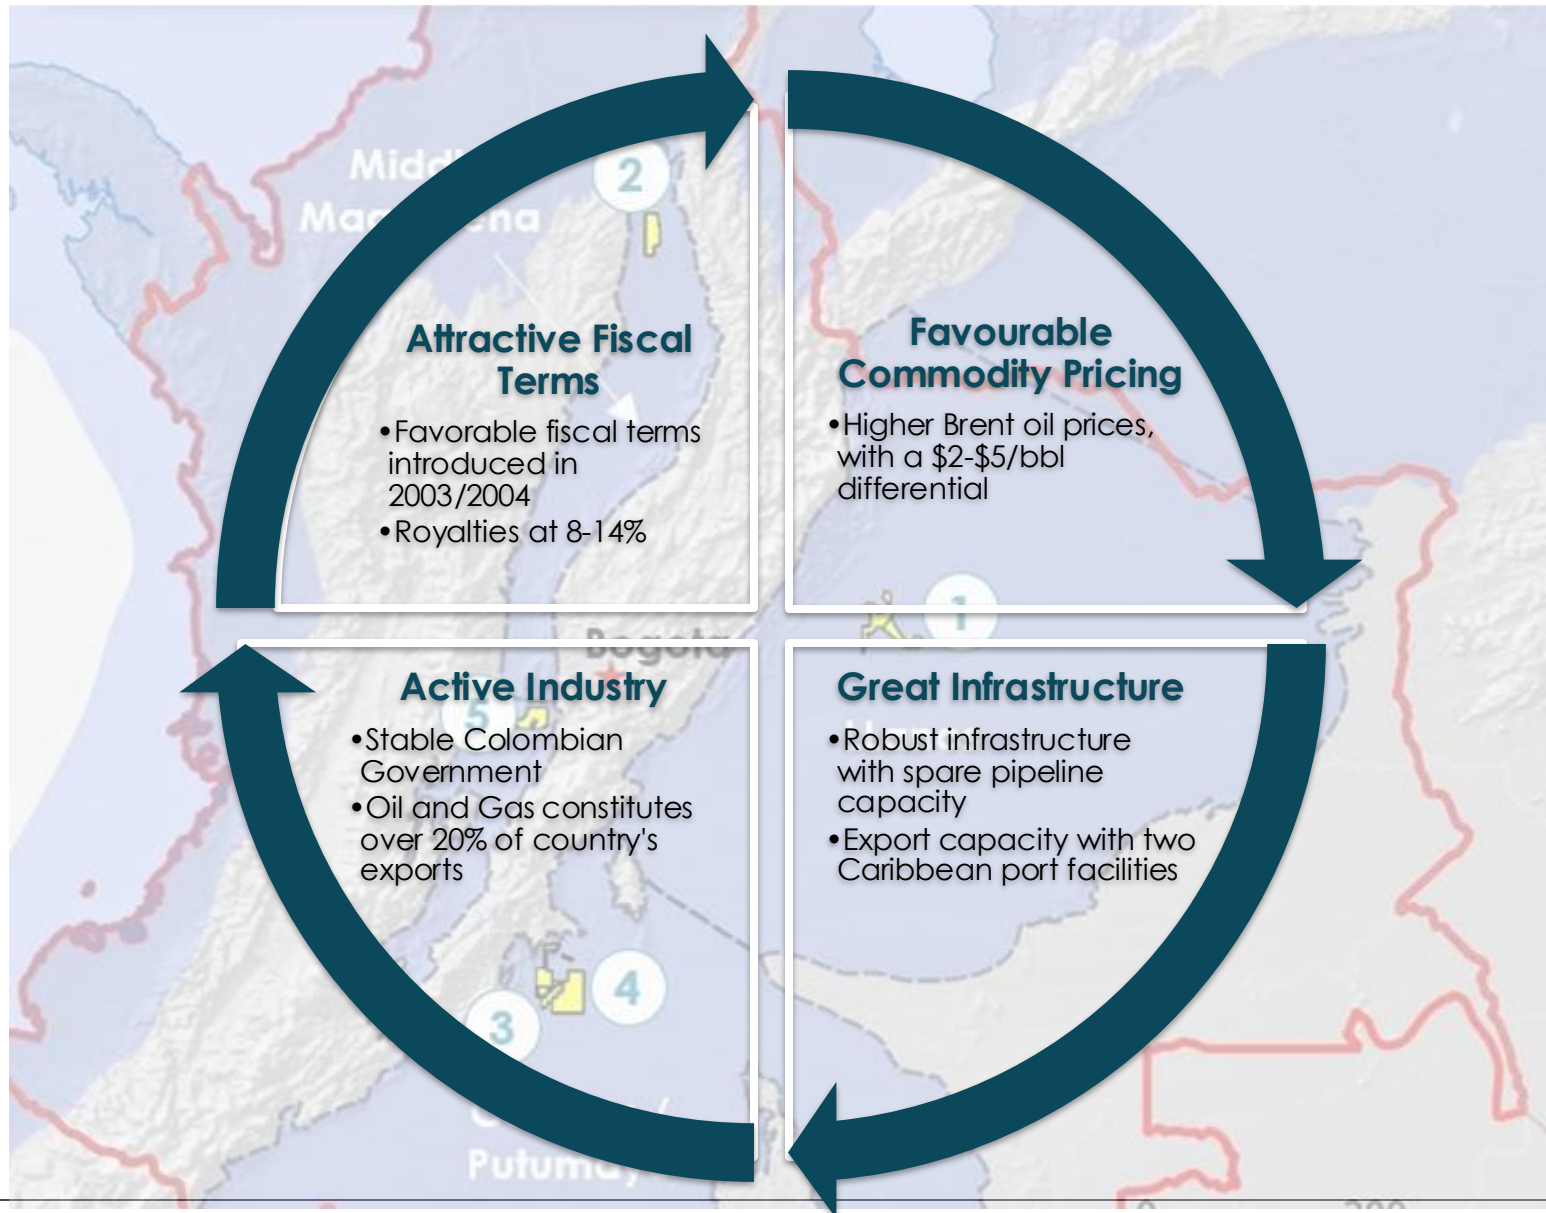 2
Attractive Fiscal
Terms
•Favorable fiscal terms
introduced in
2003/2004
•Royalties at 8-14%
Favourable
Commodity Pricing
•Higher Brent oil prices,
with a $2-$5/bbl
differential
1
Bogota
Active Industry
5
•Stable Colombian
Government
•Oil and Gas constitutes
over 20% of country's
exports
Great Infrastructure
•Robust infrastructure
with spare pipeline
capacity
•Export capacity with two
Caribbean port facilities
4
3